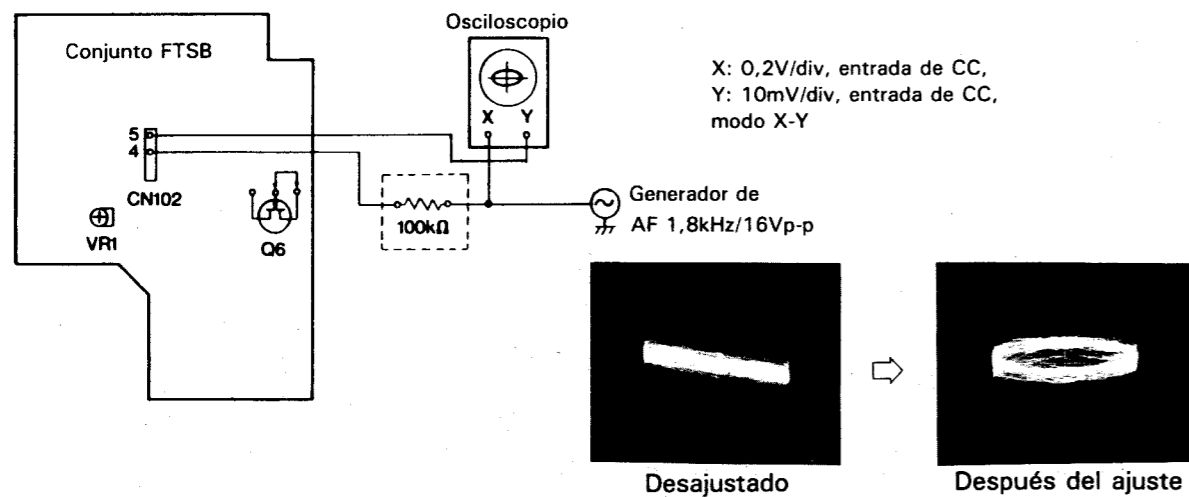 Osciloscopio
Conjunto FTSB
X: 0,2V/div, entrada de CC,
Y: 10mV/div, entrada de CC,
modo X-Y
X Y
5
4
CN102
VR1
Q6
100kΩ
Generador de
AF 1,8kHz/16Vp-p
Desajustado
Después del ajuste